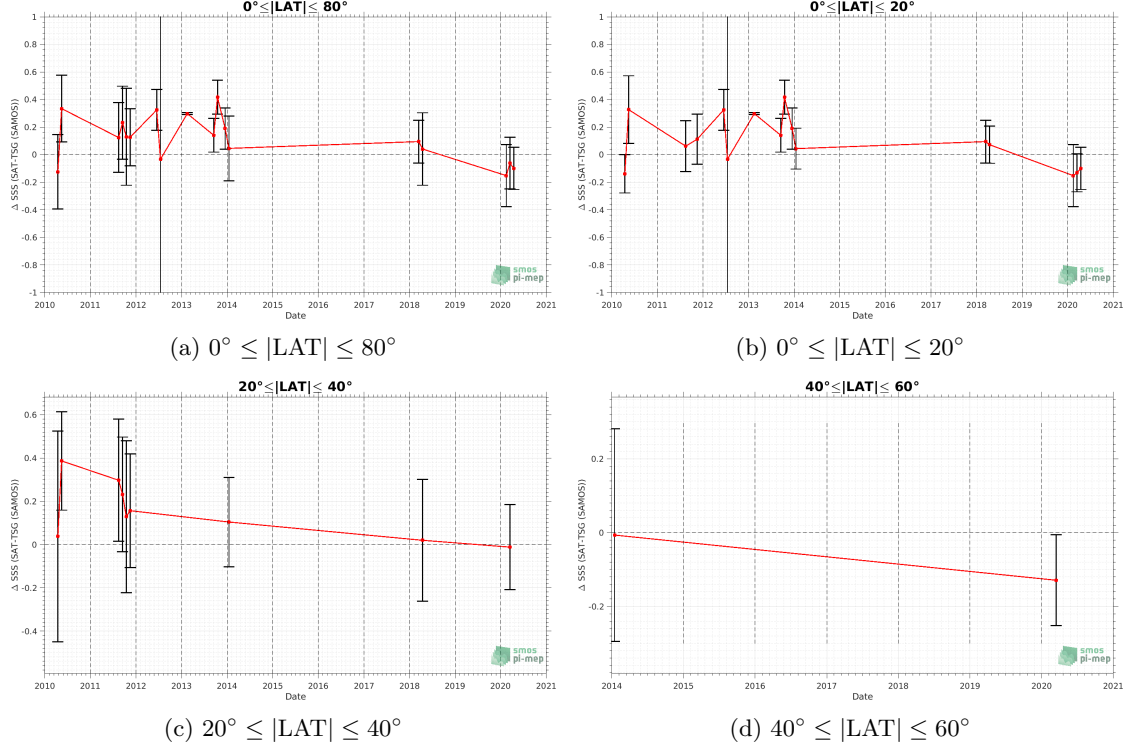 0°≤|LAT|≤ 80°
1
0.8
0.6
0.4
0.2
0
-0.2
-0.4
-0.6
-0.8
-1
Δ SSS (SAT-TSG (SAMOS))
2010 2011 2012 2013 2014 2015 2016 2017 2018 2019 2020 2021
Date
smos
pi-mep
(a) 0° ≤ |LAT| ≤ 80°
0°≤|LAT|≤ 20°
1
0.8
0.6
0.4
0.2
0
-0.2
-0.4
-0.6
-0.8
-1
Δ SSS (SAT-TSG (SAMOS))
2010 2011 2012 2013 2014 2015 2016 2017 2018 2019 2020 2021
Date
smos
pi-mep
(b) 0° ≤ |LAT| ≤ 20°
20°≤|LAT|≤ 40°
0.6
0.4
0.2
0
-0.2
-0.4
Δ SSS (SAT-TSG (SAMOS))
2010 2011 2012 2013 2014 2015 2016 2017 2018 2019 2020 2021
Date
smos
pi-mep
(c) 20° ≤ |LAT| ≤ 40°
40°≤|LAT|≤ 60°
0.2
0
-0.2
Δ SSS (SAT-TSG (SAMOS))
2014 2015 2016 2017 2018 2019 2020 2021
Date
smos
pi-mep
(d) 40° ≤ |LAT| ≤ 60°